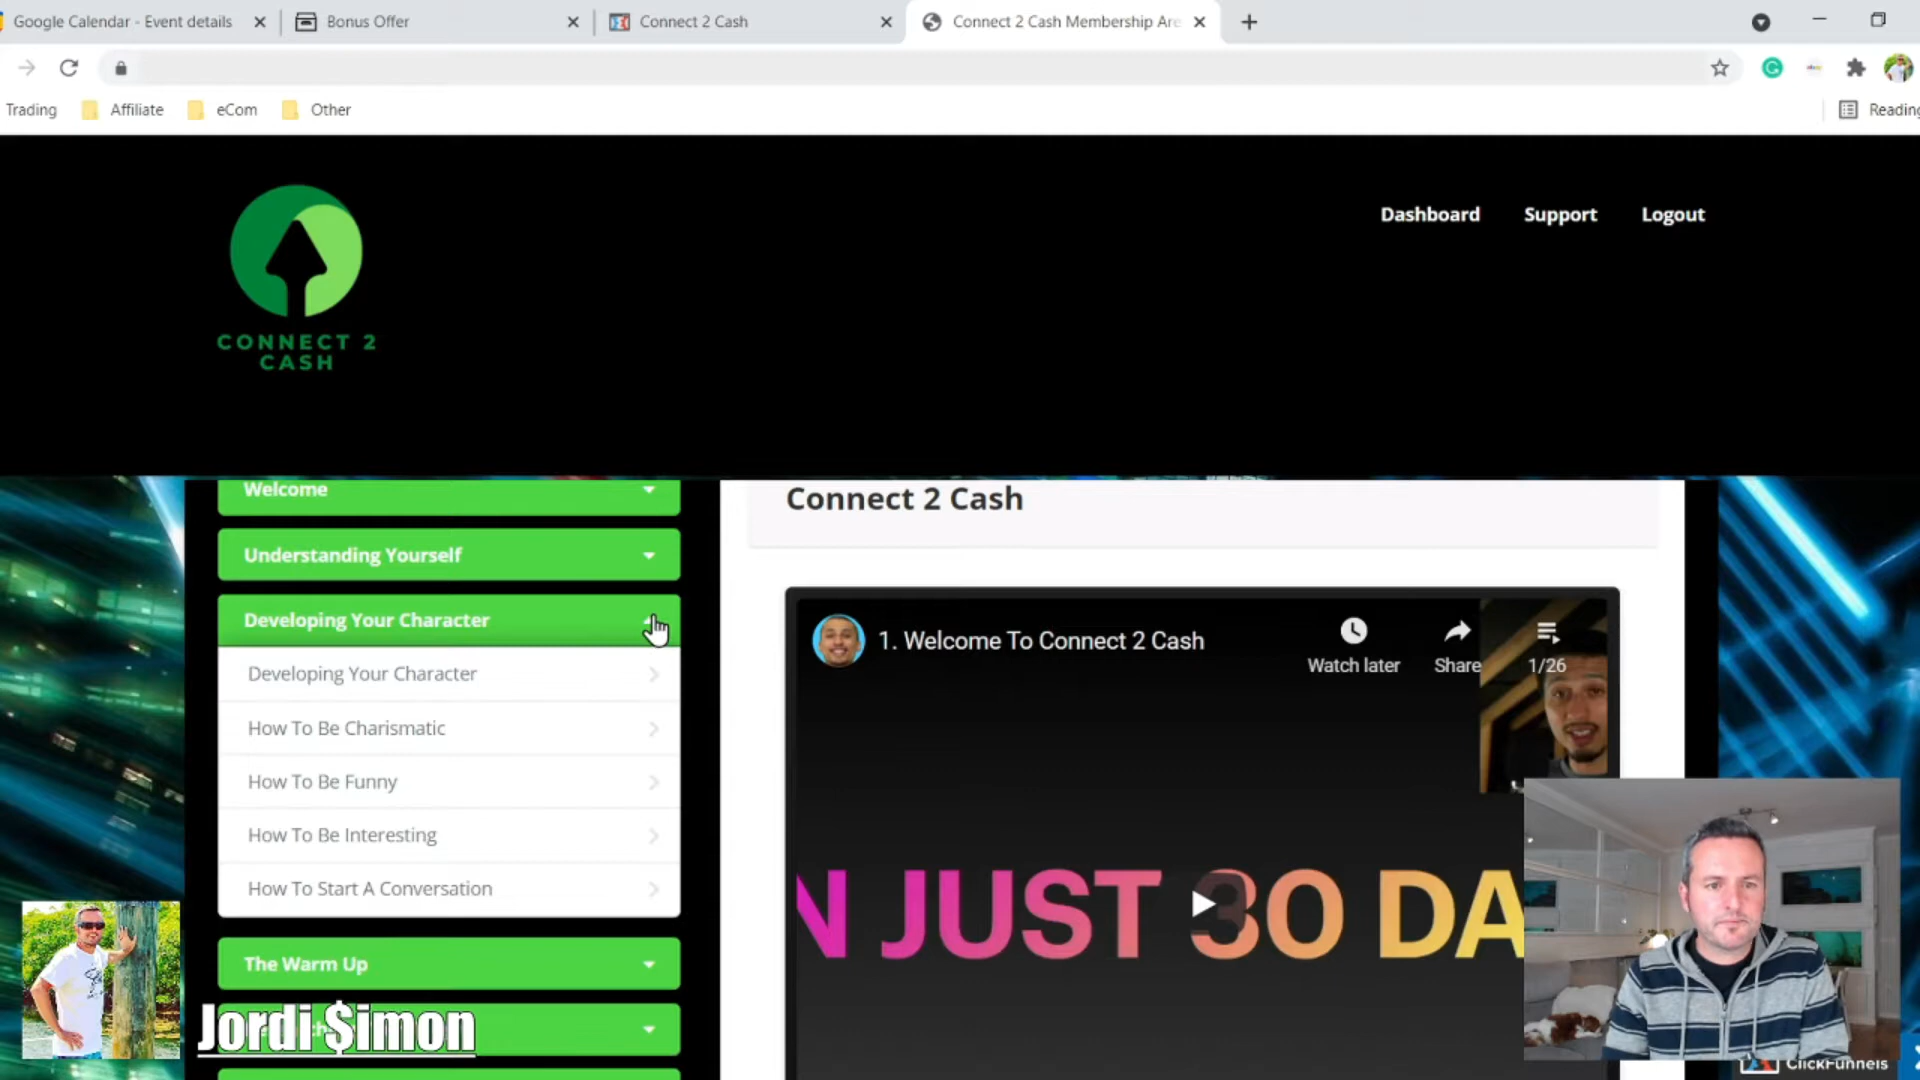 Google Calendar - Event details
Bonus Offer
Connect 2 Cash
Connect 2 Cash Membership Are
Trading
Affiliate
eCom
Other
Reading
CONNECT 2
CASH
Dashboard
Support
Logout
Welcome
Understanding Yourself
Developing Your Character
Developing Your Character
How To Be Charismatic
How To Be Funny
How To Be Interesting
How To Start A Conversation
The Warm Up
Jordi $imon
Connect 2 Cash
1. Welcome To Connect 2 Cash
Watch later
Share
1/26
N JUST 30 DA
ClickFunnels